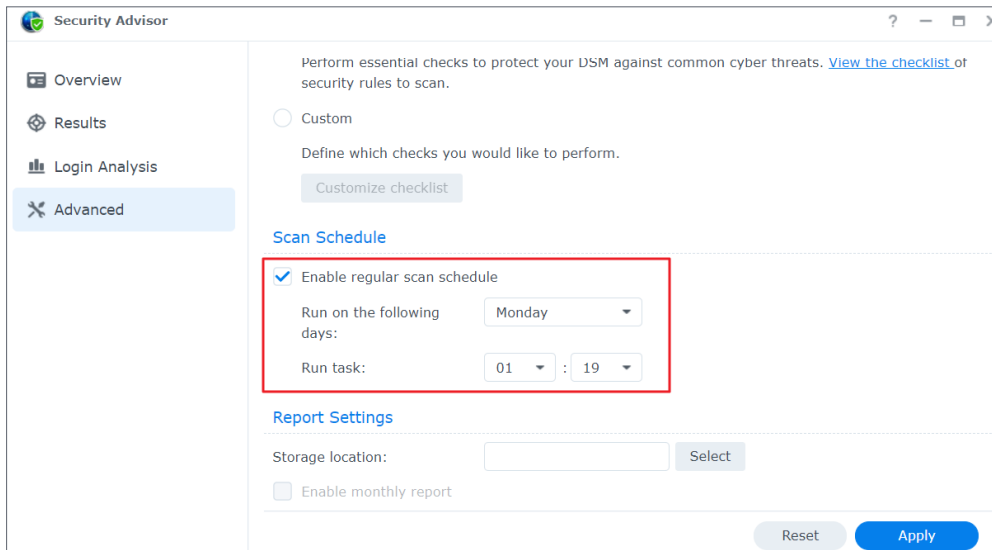 Security Advisor
?
Overview
Results
Login Analysis
Advanced
Perform essential checks to protect your DSM against common cyber threats. View the checklist of
security rules to scan.
Custom
Define which checks you would like to perform.
Customize checklist
Scan Schedule
Enable regular scan schedule
Run on the following
days:
Monday
Run task:
01 : 19
Report Settings
Storage location:
Select
Enable monthly report
Reset
Apply